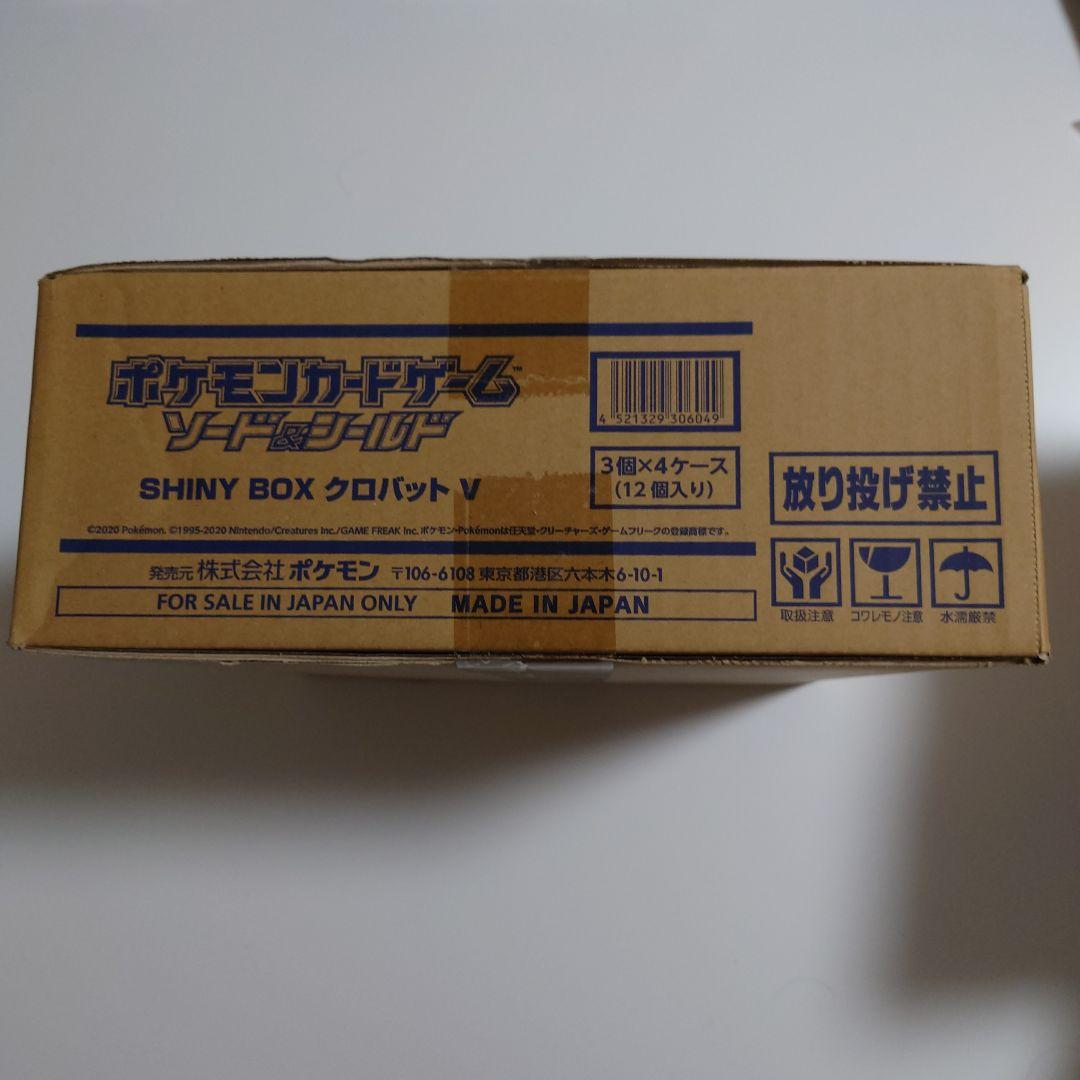 ポケモンカードゲーム™
ソード&シールド
SHINY BOX クロバット V
4 521329 306049
3個×4ケース
(12個入り)
©2020 Pokémon. ©1995-2020 Nintendo/Creatures Inc./GAME FREAK Inc. ポケモン・Pokémonは任天堂・クリーチャーズ・ゲームフリークの登録商標です。
発売元 株式会社 ポケモン 〒106-6108 東京都港区六本木6-10-1
FOR SALE IN JAPAN ONLY MADE IN JAPAN
放り投げ禁止
取扱注意 コワレモノ注意 水濡厳禁